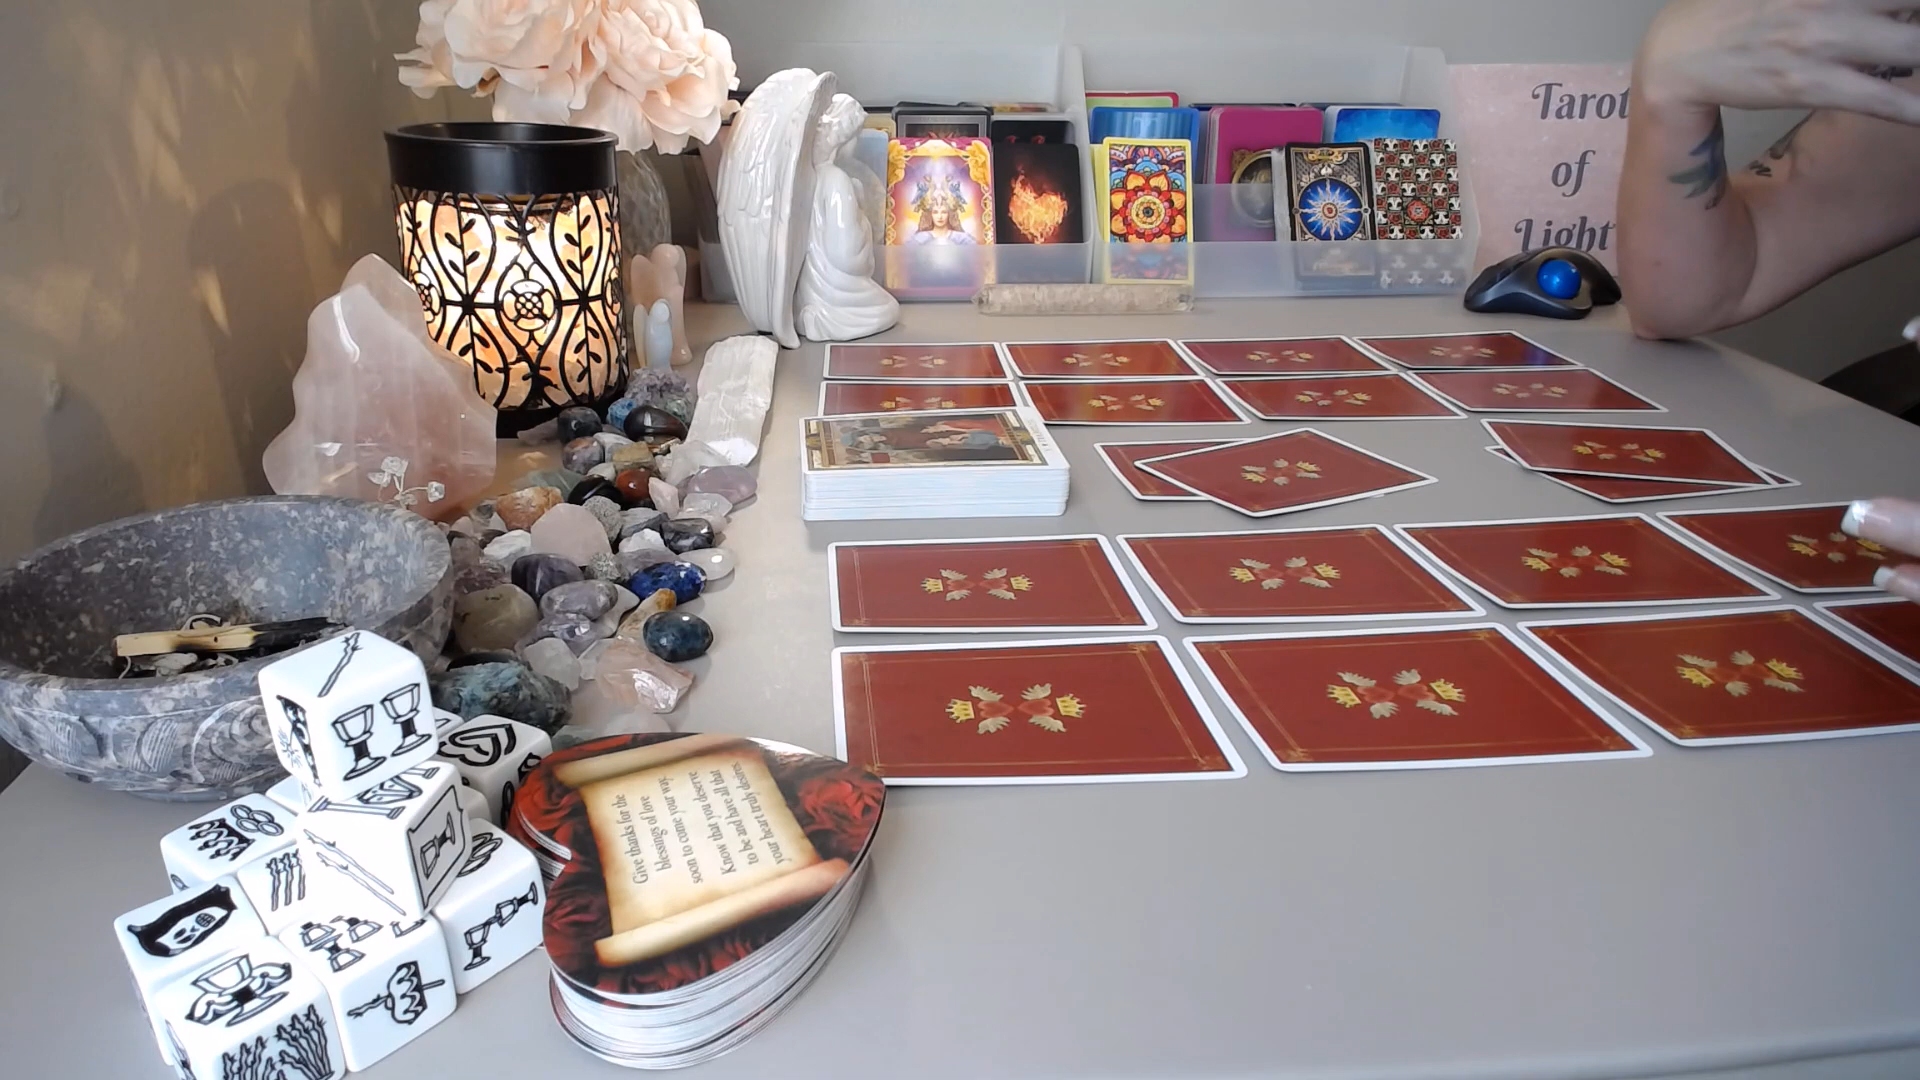 Tarot
of
Light
Give thanks for the
blessings of love
soon to come your way.
Know that you deserve
to be and have all that
your heart truly desires.